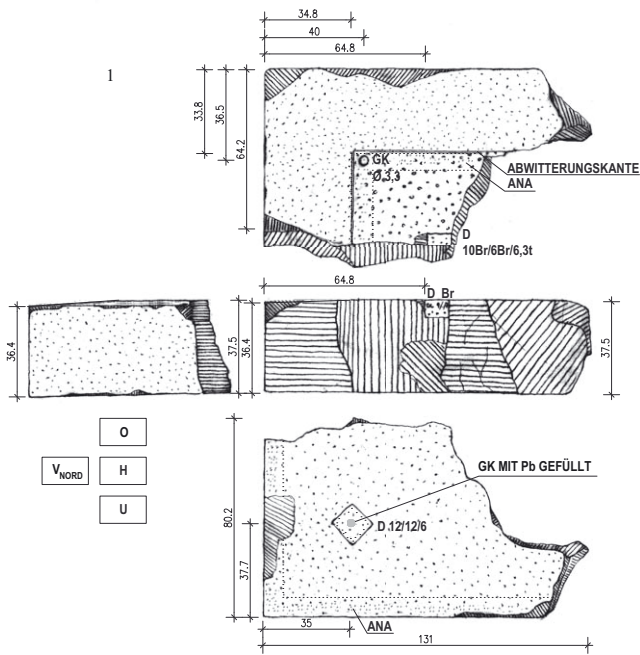 34.8
40
64.8
1
33.8
36.5
64.2
GK
Ø.3,3
ABWITTERUNGSKANTE
ANA
D
10Br/6Br/6,3t
64.8
D Br
36.4
37.5
36.4
37.5
O
V NORD
H
U
80.2
37.7
GK MIT Pb GEFÜLLT
D.12/12/6
35
ANA
131